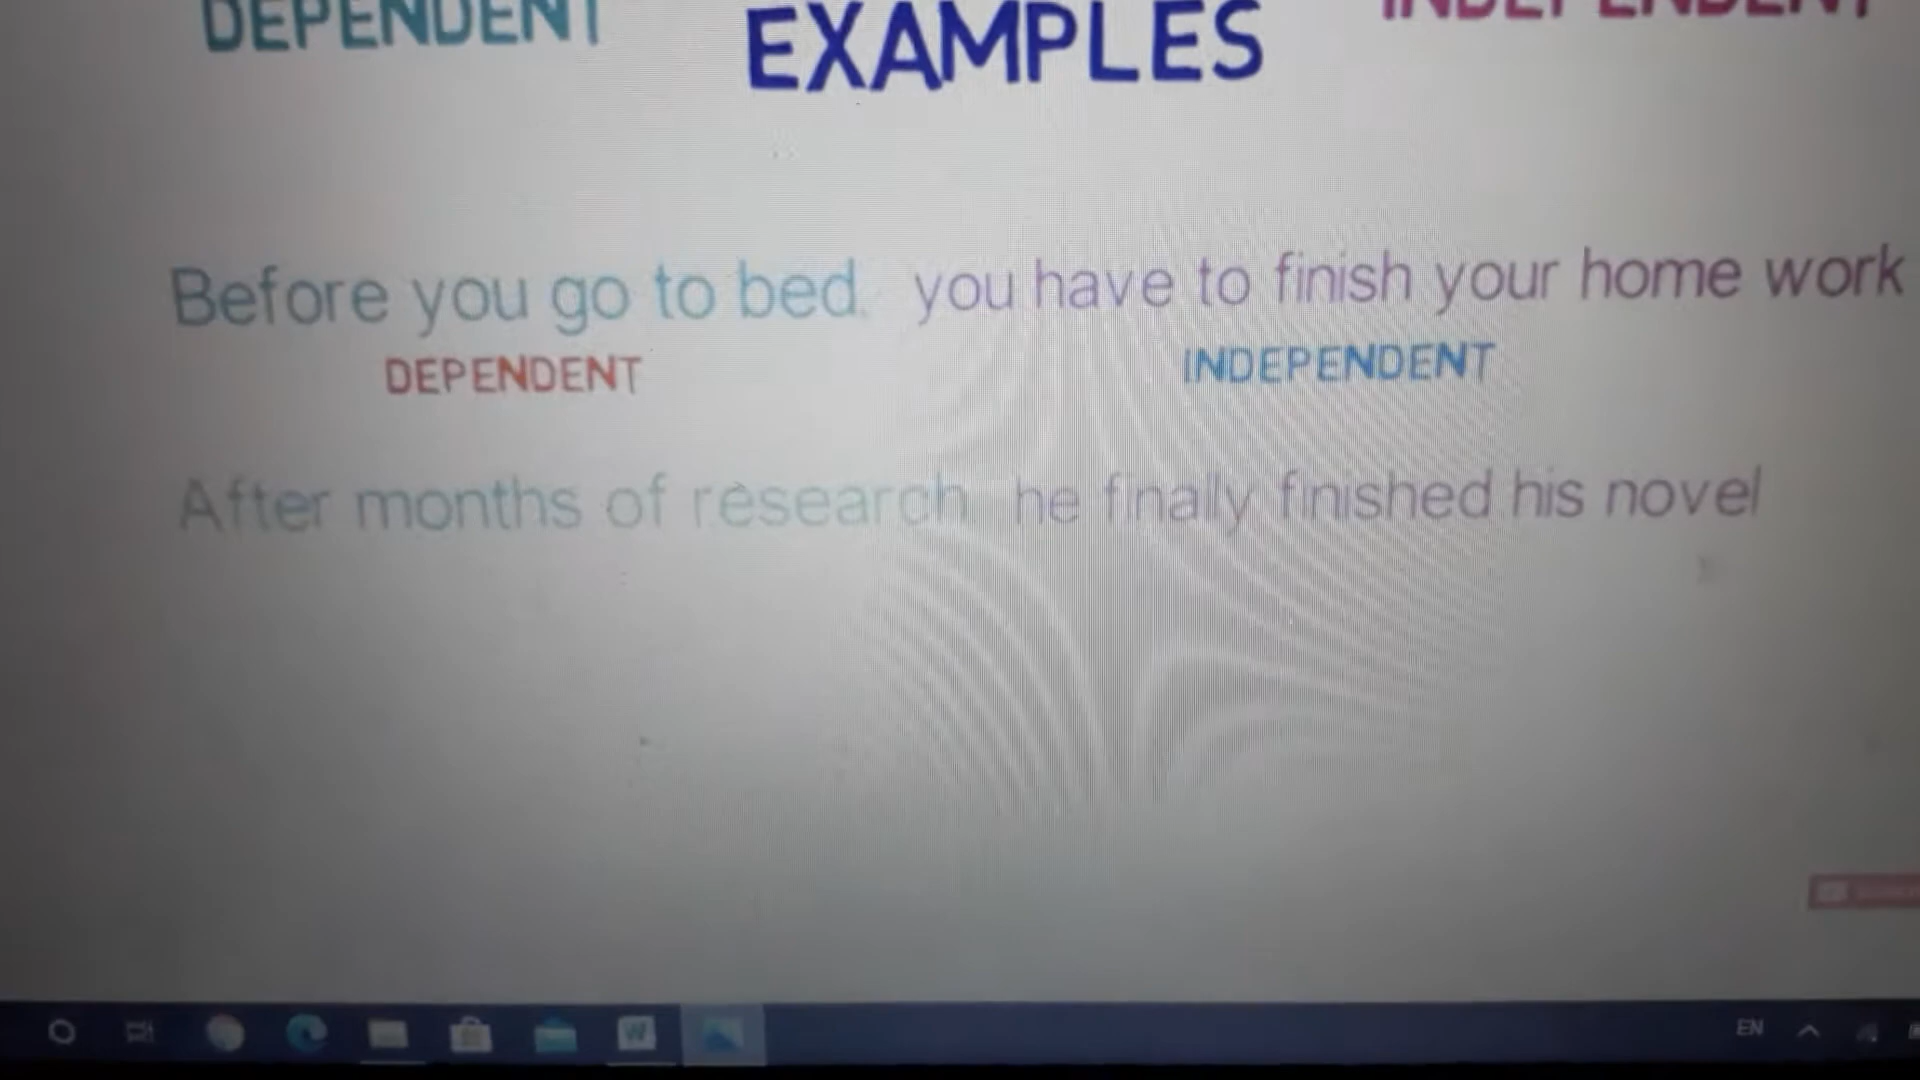 DEPENDENT EXAMPLES INDEPENDENT
Before you go to bed, you have to finish your home work
DEPENDENT INDEPENDENT
After months of research, he finally finished his novel
EN